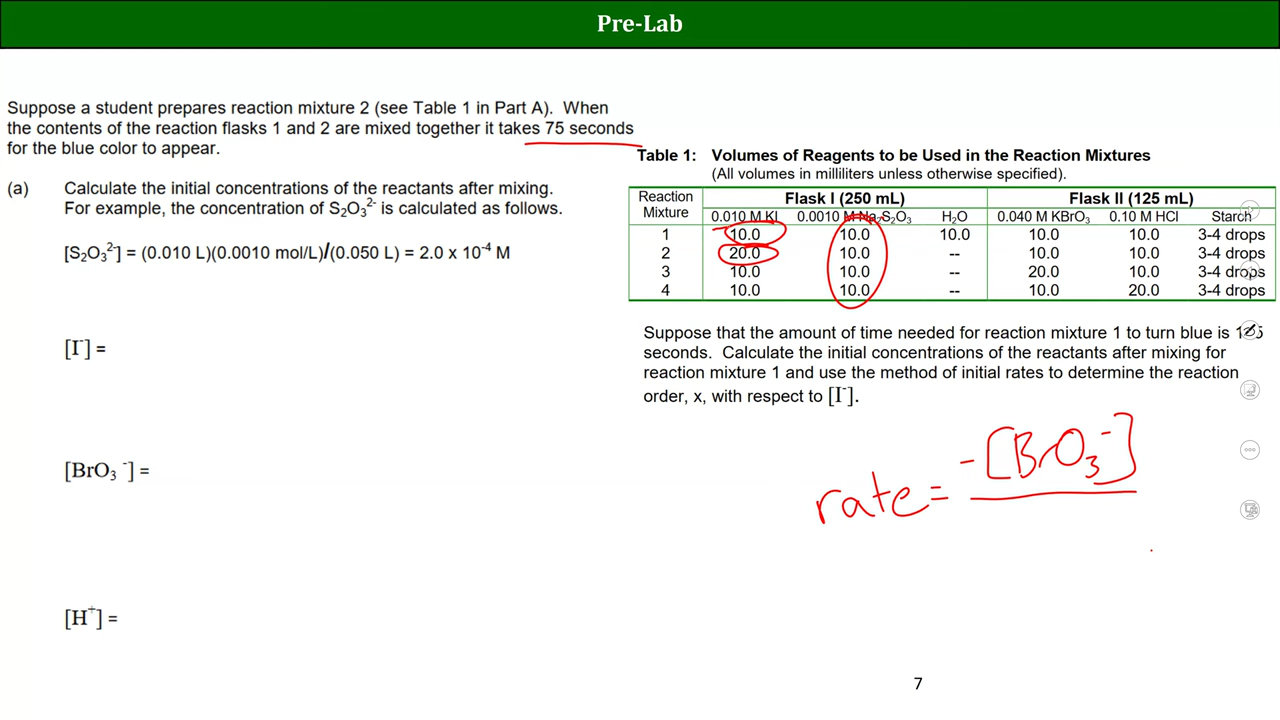 Pre-Lab
Suppose a student prepares reaction mixture 2 (see Table 1 in Part A). When
the contents of the reaction flasks 1 and 2 are mixed together it takes 75 seconds
for the blue color to appear.
(a) Calculate the initial concentrations of the reactants after mixing.
For example, the concentration of S₂O₃²⁻ is calculated as follows.
[S₂O₃²⁻] = (0.010 L)(0.0010 mol/L)/(0.050 L) = 2.0 x 10⁻⁴ M
[I⁻] =
[BrO₃ ⁻] =
[H⁺] =
Table 1: Volumes of Reagents to be Used in the Reaction Mixtures
(All volumes in milliliters unless otherwise specified).
Reaction Mixture Flask I (250 mL) Flask II (125 mL)
0.010 M KI 0.0010 M Na₂S₂O₃ H₂O 0.040 M KBrO₃ 0.10 M HCl Starch
1 10.0 10.0 10.0 10.0 10.0 3-4 drops
2 20.0 10.0 -- 10.0 10.0 3-4 drops
3 10.0 10.0 -- 20.0 10.0 3-4 drops
4 10.0 10.0 -- 10.0 20.0 3-4 drops
Suppose that the amount of time needed for reaction mixture 1 to turn blue is
seconds. Calculate the initial concentrations of the reactants after mixing for
reaction mixture 1 and use the method of initial rates to determine the reaction
order, x, with respect to [I⁻].
rate = -[BrO₃⁻]
7